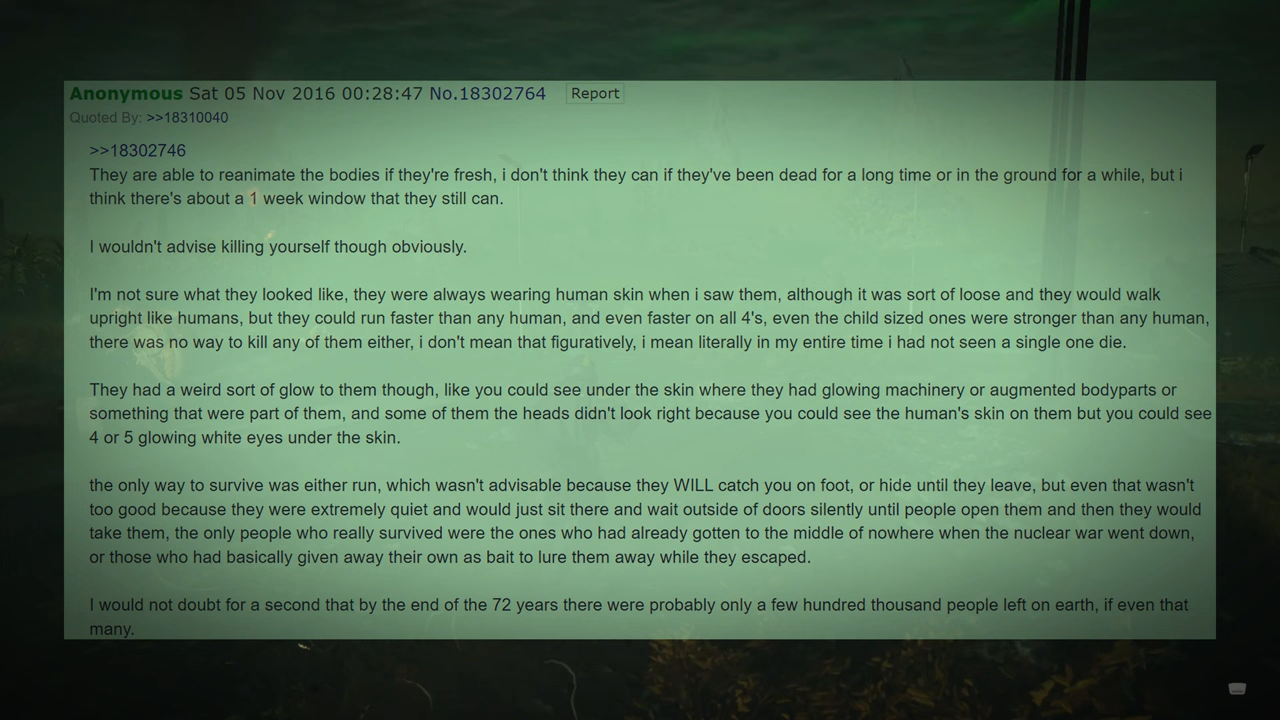 Anonymous Sat 05 Nov 2016 00:28:47 No.18302764 Report
Quoted By: >>18310040
>>18302746
They are able to reanimate the bodies if they're fresh, i don't think they can if they've been dead for a long time or in the ground for a while, but i
think there's about a 1 week window that they still can.
I wouldn't advise killing yourself though obviously.
I'm not sure what they looked like, they were always wearing human skin when i saw them, although it was sort of loose and they would walk
upright like humans, but they could run faster than any human, and even faster on all 4's, even the child sized ones were stronger than any human,
there was no way to kill any of them either, i don't mean that figuratively, i mean literally in my entire time i had not seen a single one die.
They had a weird sort of glow to them though, like you could see under the skin where they had glowing machinery or augmented bodyparts or
something that were part of them, and some of them the heads didn't look right because you could see the human's skin on them but you could see
4 or 5 glowing white eyes under the skin.
the only way to survive was either run, which wasn't advisable because they WILL catch you on foot, or hide until they leave, but even that wasn't
too good because they were extremely quiet and would just sit there and wait outside of doors silently until people open them and then they would
take them, the only people who really survived were the ones who had already gotten to the middle of nowhere when the nuclear war went down,
or those who had basically given away their own as bait to lure them away while they escaped.
I would not doubt for a second that by the end of the 72 years there were probably only a few hundred thousand people left on earth, if even that
many.